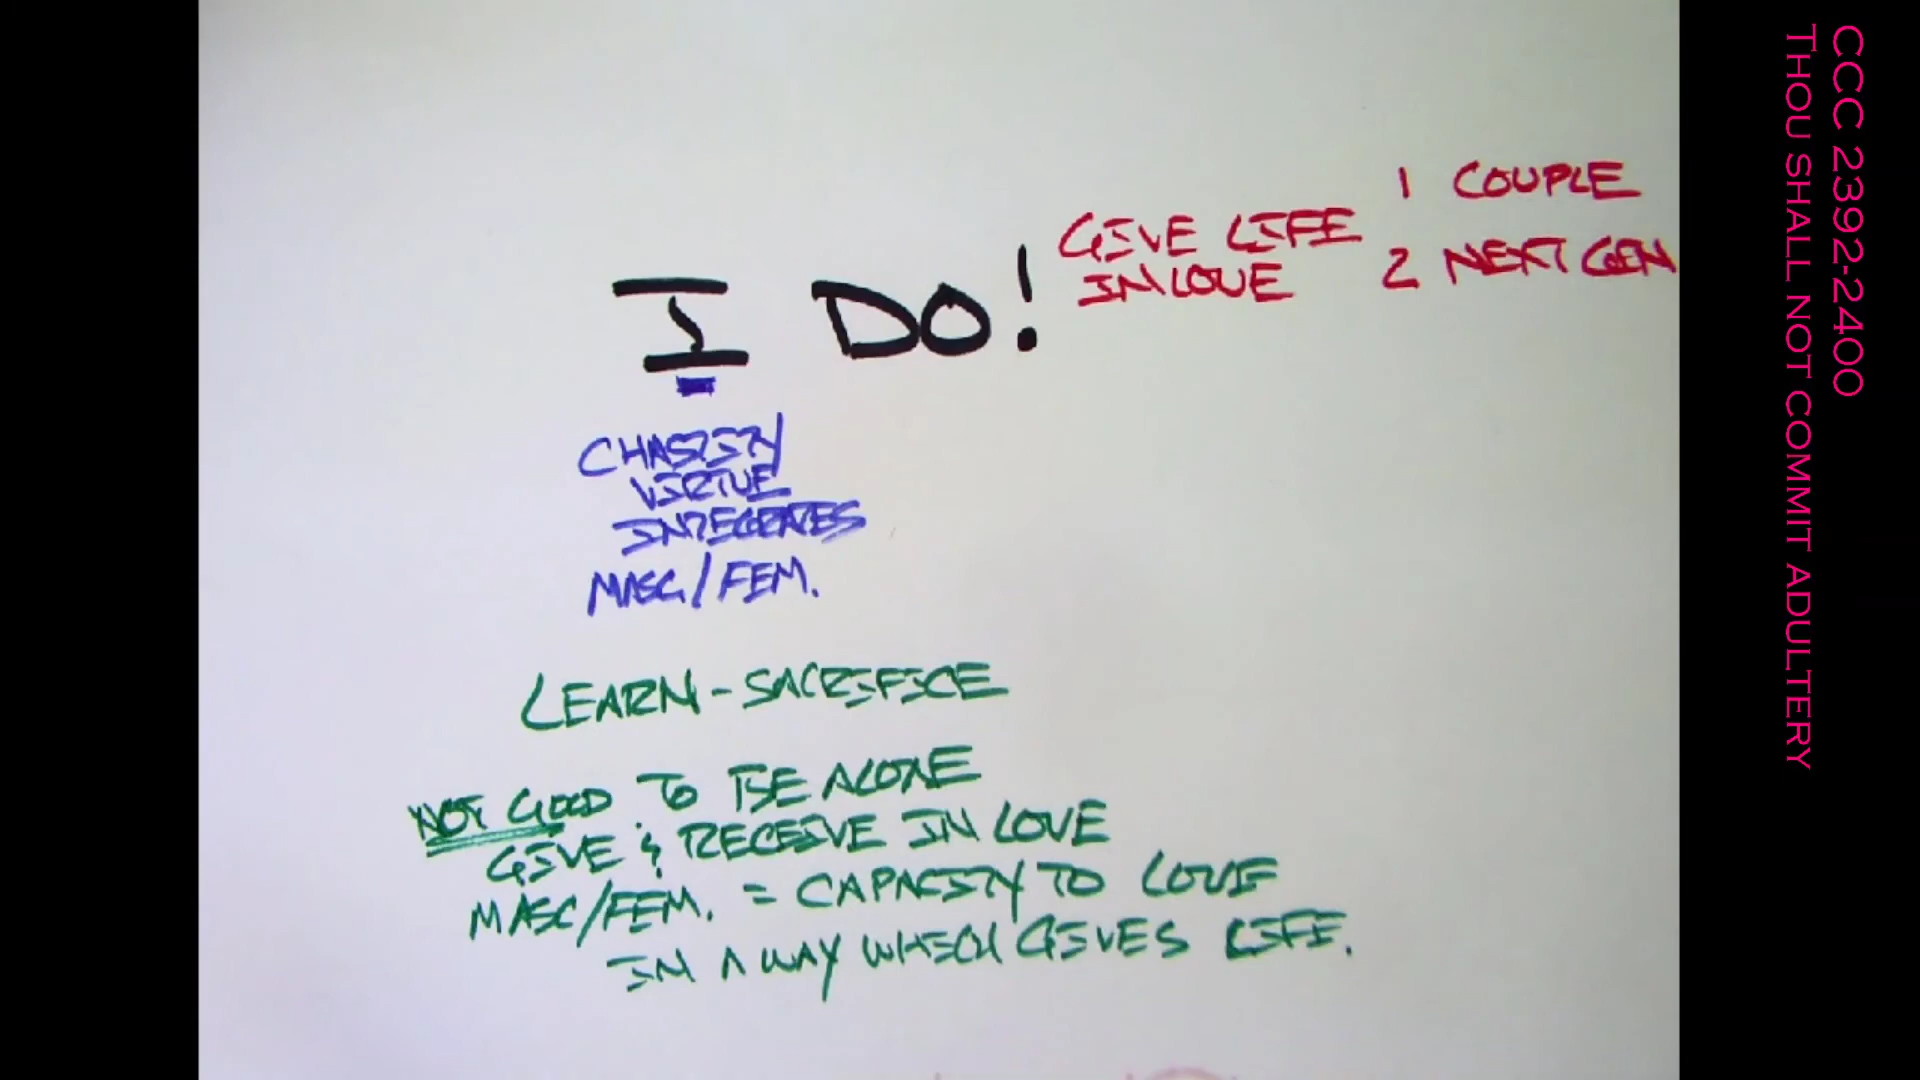 I DO!
GIVE LIFE
IN LOVE
1 COUPLE
2 NEXT GEN
CHASTITY
VIRTUE
INTEGRATES
MASC/FEM.
LEARN - SACRIFICE
NOT GOOD TO BE ALONE
GIVE & RECEIVE IN LOVE
MASC/FEM. = CAPACITY TO LOVE
IN A WAY WHICH GIVES LIFE.
CCC 2392-2400
THOU SHALL NOT COMMIT ADULTERY